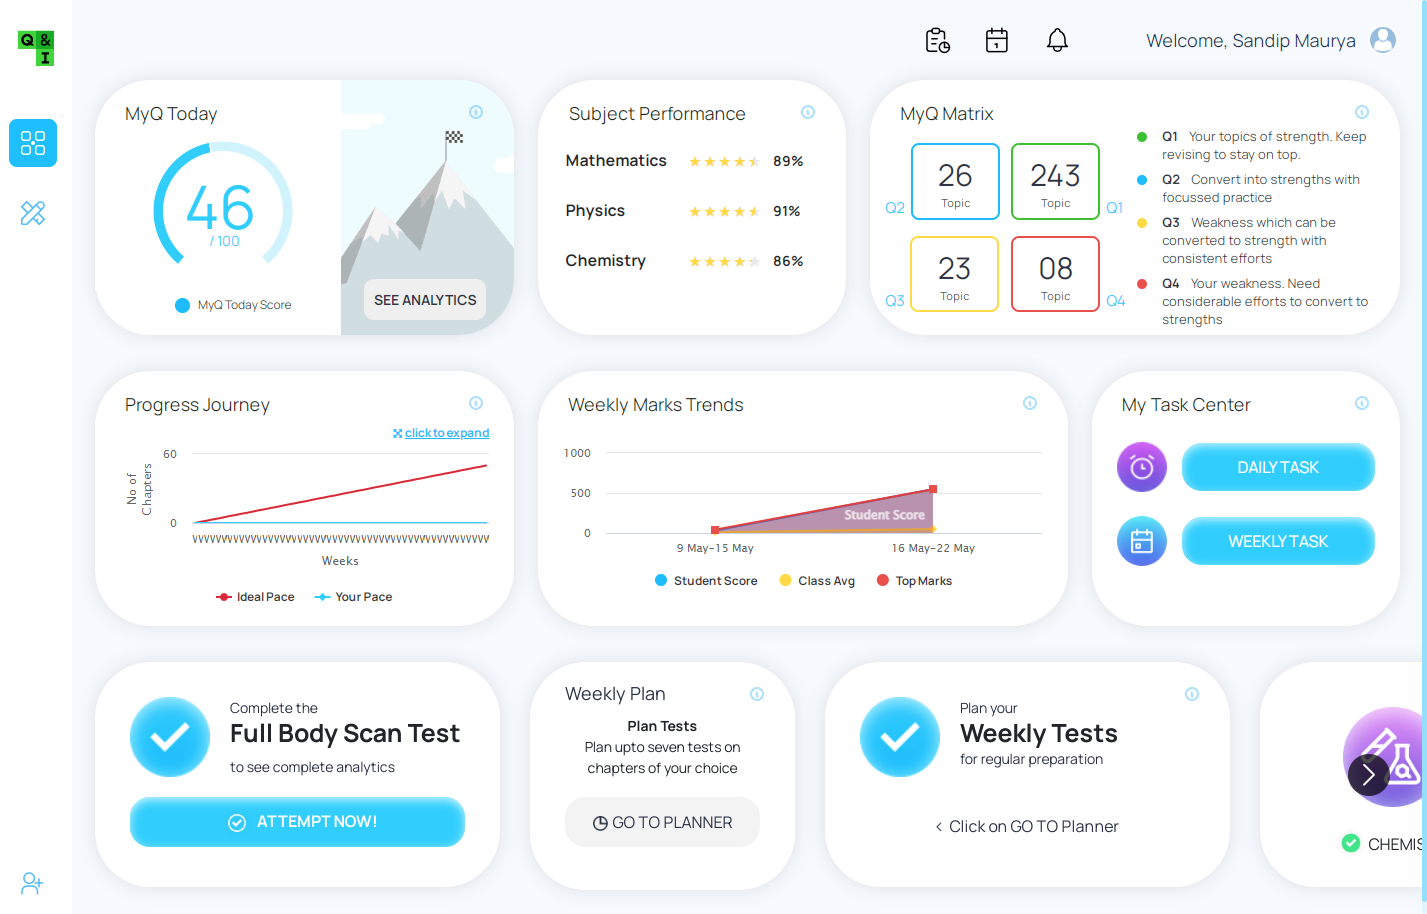 Q &
I
Welcome, Sandip Maurya
MyQ Today
46
/ 100
MyQ Today Score
SEE ANALYTICS
Subject Performance
Mathematics 89%
Physics 91%
Chemistry 86%
MyQ Matrix
26
Topic
243
Topic
Q2
Q1
23
Topic
08
Topic
Q3
Q4
Q1 Your topics of strength. Keep
revising to stay on top.
Q2 Convert into strengths with
focussed practice
Q3 Weakness which can be
converted to strength with
consistent efforts
Q4 Your weakness. Need
considerable efforts to convert to
strengths
Progress Journey
click to expand
No of
Chapters
60
0
Weeks
Ideal Pace Your Pace
Weekly Marks Trends
1000
500
0
Student Score
9 May-15 May 16 May-22 May
Student Score Class Avg Top Marks
My Task Center
DAILY TASK
WEEKLY TASK
Complete the
Full Body Scan Test
to see complete analytics
ATTEMPT NOW!
Weekly Plan
Plan Tests
Plan upto seven tests on
chapters of your choice
GO TO PLANNER
Plan your
Weekly Tests
for regular preparation
< Click on GO TO Planner
CHEMIS